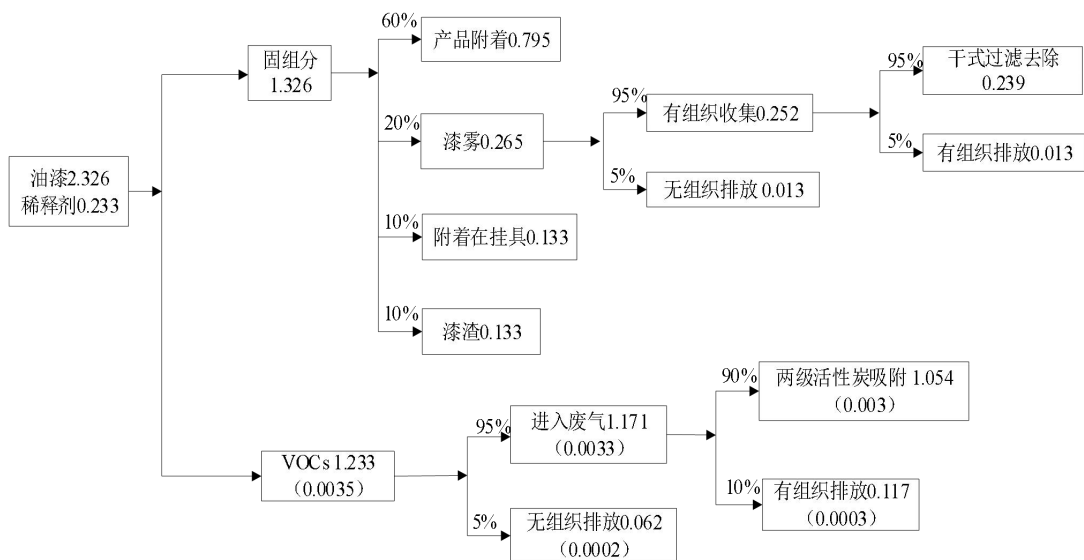 油漆2.326
稀释剂0.233
固组分
1.326
60%
产品附着0.795
20%
漆雾0.265
95%
有组织收集0.252
95%
干式过滤去除
0.239
5%
有组织排放0.013
5%
无组织排放 0.013
10%
附着在挂具0.133
10%
漆渣0.133
VOCs 1.233
（0.0035）
95%
进入废气1.171
（0.0033）
90%
两级活性炭吸附 1.054
（0.003）
10%
有组织排放0.117
（0.0003）
5%
无组织排放0.062
（0.0002）